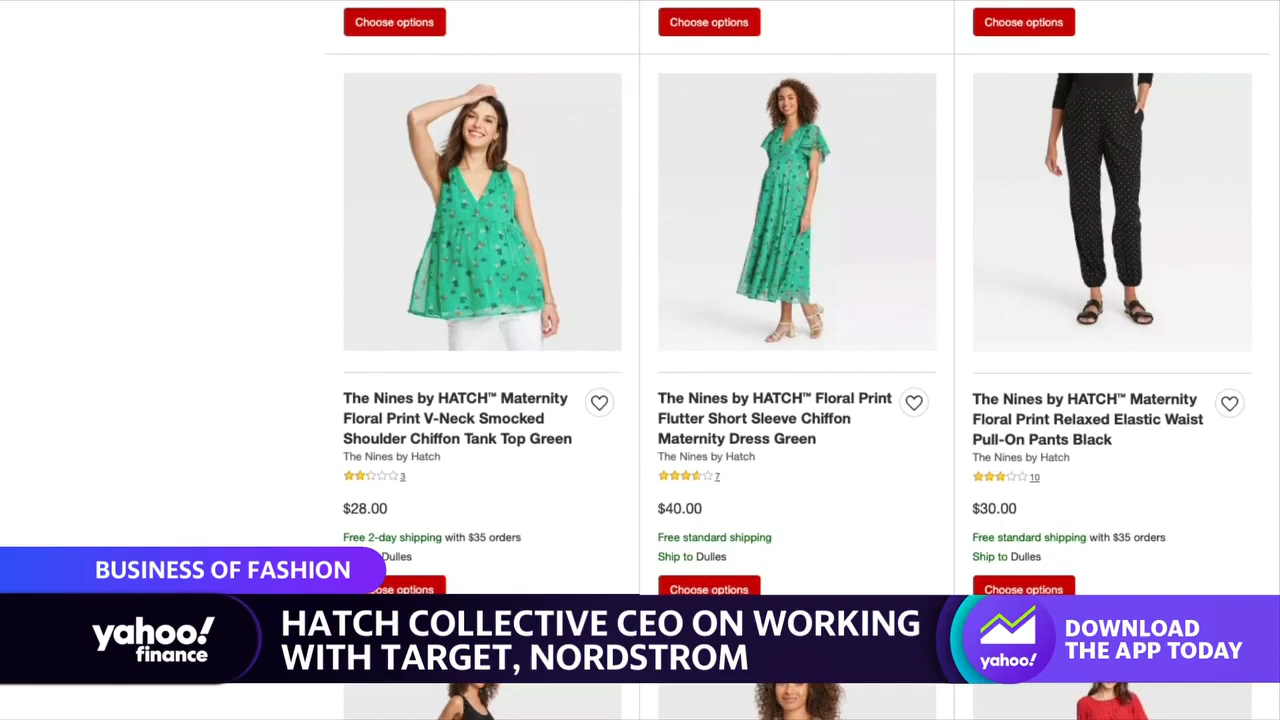 Choose options
Choose options
Choose options
The Nines by HATCH™ Maternity
Floral Print V-Neck Smocked
Shoulder Chiffon Tank Top Green
The Nines by Hatch
3
$28.00
Free 2-day shipping with $35 orders
Dulles
options
The Nines by HATCH™ Floral Print
Flutter Short Sleeve Chiffon
Maternity Dress Green
The Nines by Hatch
7
$40.00
Free standard shipping
Ship to Dulles
Choose options
The Nines by HATCH™ Maternity
Floral Print Relaxed Elastic Waist
Pull-On Pants Black
The Nines by Hatch
10
$30.00
Free standard shipping with $35 orders
Ship to Dulles
Choose options
BUSINESS OF FASHION
yahoo!
finance
HATCH COLLECTIVE CEO ON WORKING
WITH TARGET, NORDSTROM
yahoo!
DOWNLOAD
THE APP TODAY